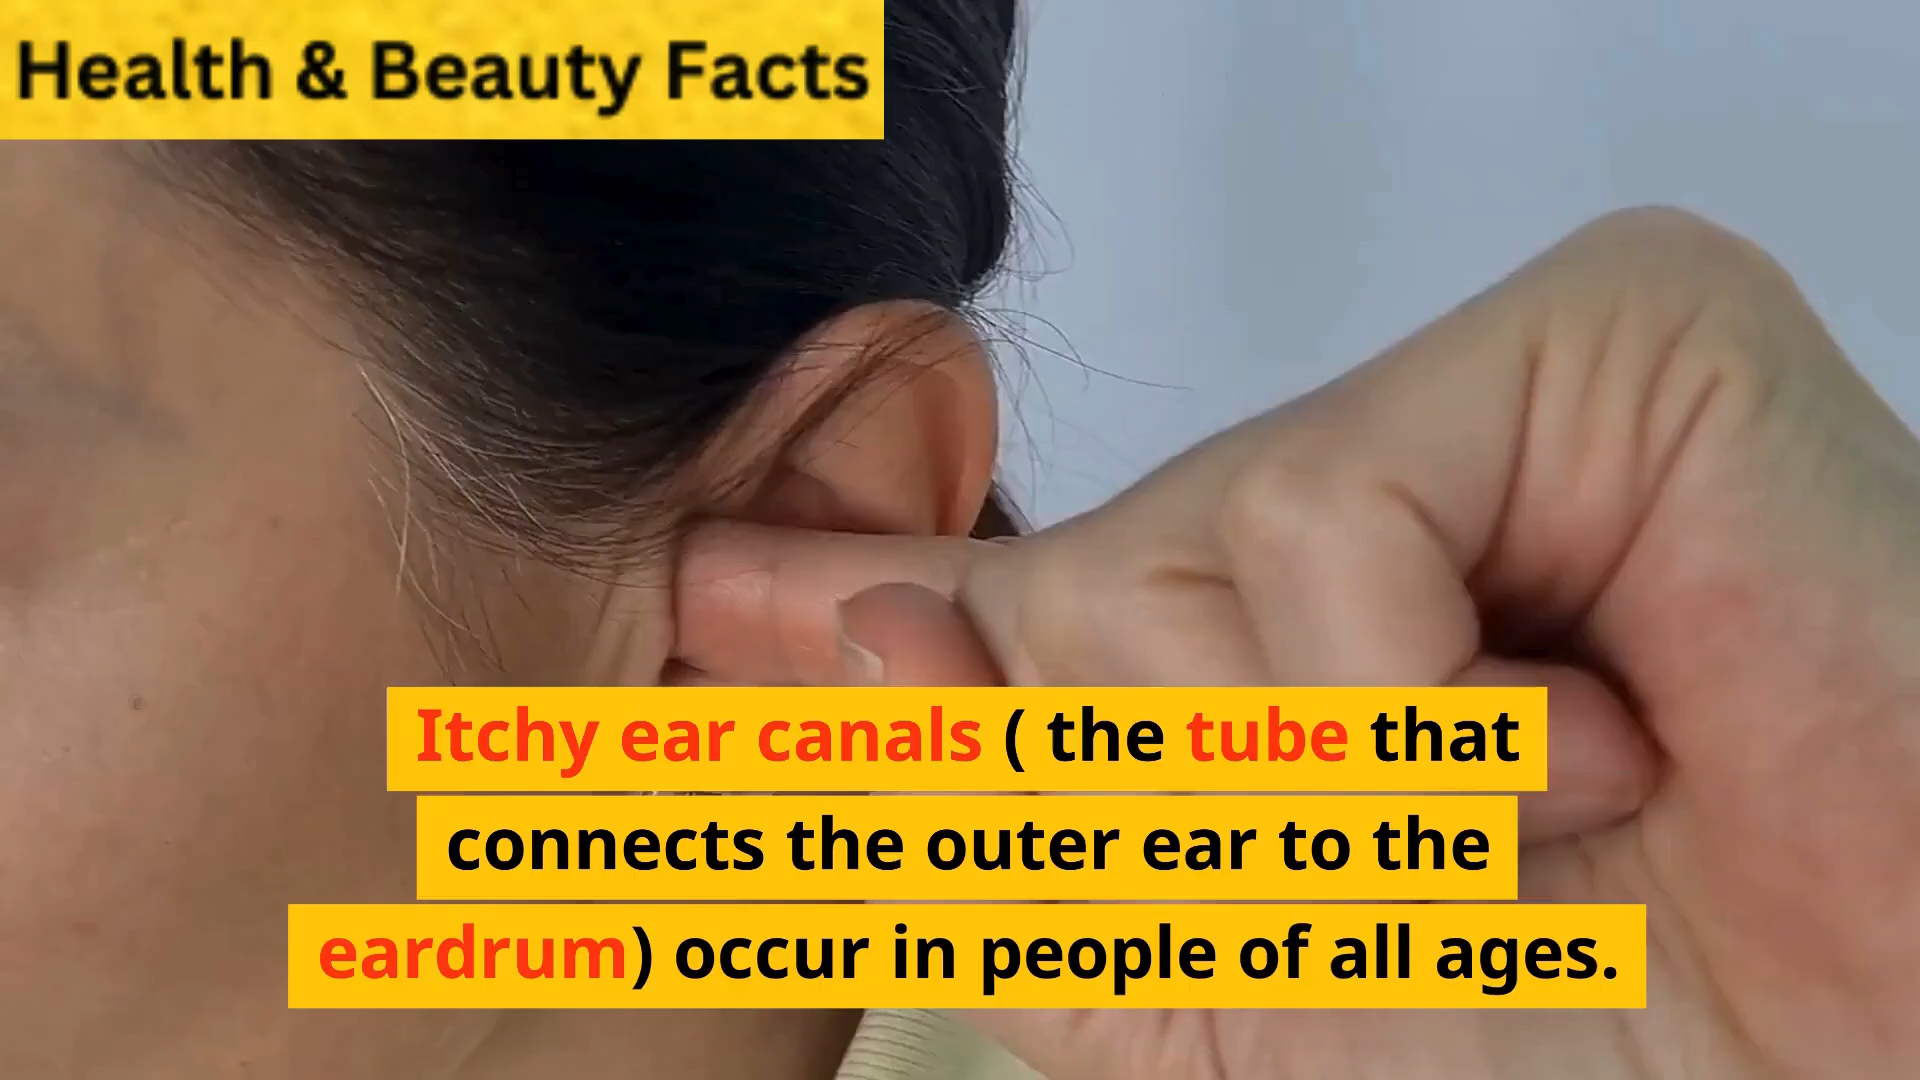 Health & Beauty Facts
Itchy ear canals ( the tube that
connects the outer ear to the
eardrum) occur in people of all ages.